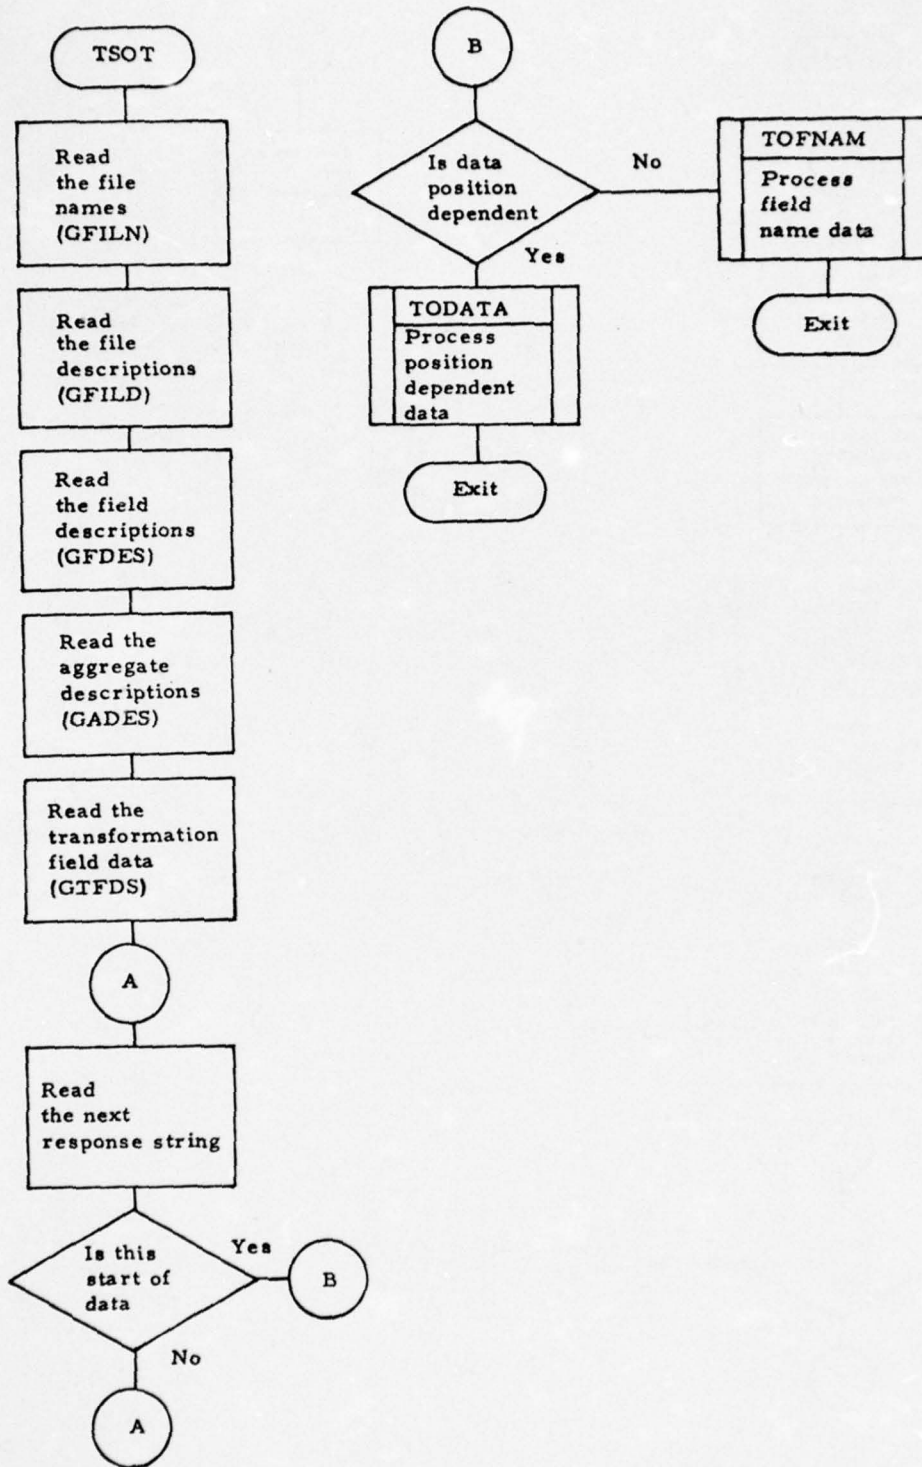 TSOT
Read
the file
names
(GFILN)
Read
the file
descriptions
(GFILD)
Read
the field
descriptions
(GFDES)
Read the
aggregate
descriptions
(GADES)
Read the
transformation
field data
(GTFDS)
A
Read
the next
response string
Is this
start of
data
Yes
B
No
A
B
Is data
position
dependent
No
Yes
TOFNAM
Process
field
name data
Exit
TODATA
Process
position
dependent
data
Exit